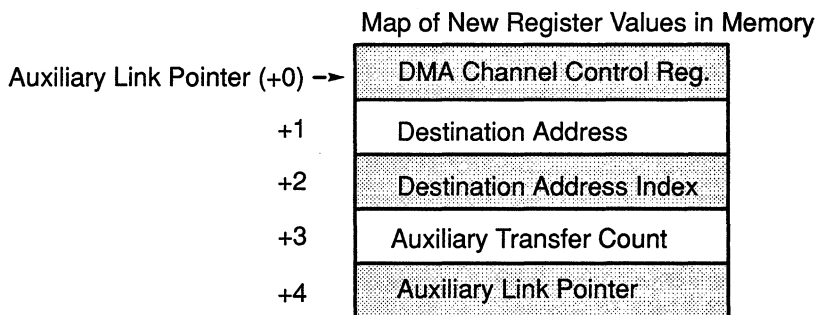 Map of New Register Values in Memory
Auxiliary Link Pointer (+0) DMA Channel Control Reg.
+1 Destination Address
+2 Destination Address Index
+3 Auxiliary Transfer Count
+4 Auxiliary Link Pointer